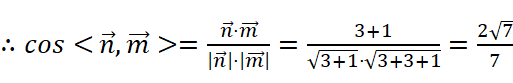 ∴ cos < n⃗, m⃗ >= (n⃗·m⃗)/(|n⃗|·|m⃗|) = (3+1)/(√(3+1)·√(3+3+1)) = (2√7)/7